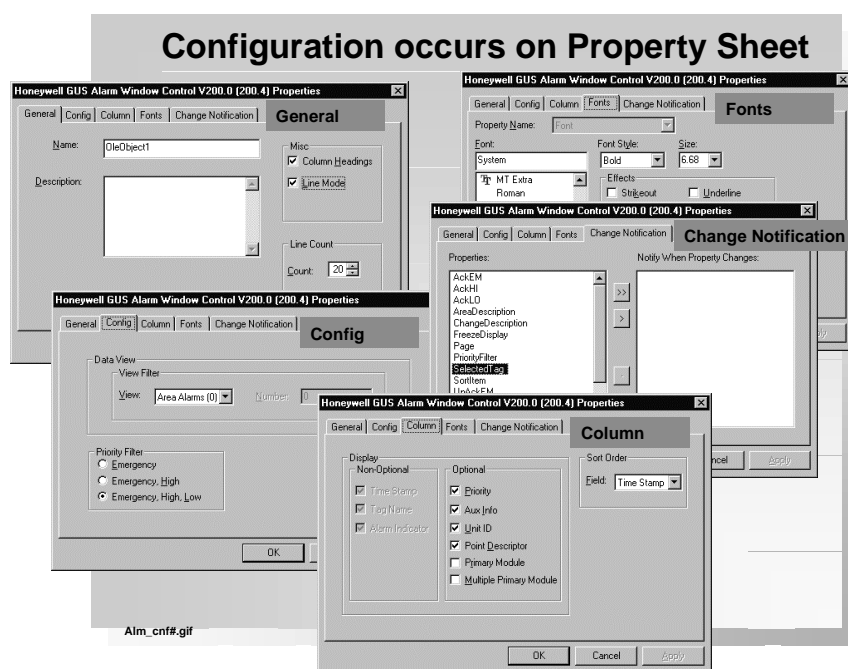 Configuration occurs on Property Sheet
Honeywell GUS Alarm Window Control V200.0 (200.4) Properties
General Config Column Fonts Change Notification
General
Name: OleObject1
Description:
Misc
Column Headings
Line Mode
Line Count
Count: 20
Honeywell GUS Alarm Window Control V200.0 (200.4) Properties
General Config Column Fonts Change Notification
Fonts
Property Name: Font
Font: Font Style: Size:
System Bold 6.68
MT Extra
Roman
Effects
Strikeout Underline
Honeywell GUS Alarm Window Control V200.0 (200.4) Properties
General Config Column Fonts Change Notification
Change Notification
Properties: Notify When Property Changes:
AckEM
AckHI
AckLO
AreaDescription
ChangeDescription
FreezeDisplay
Page
PriorityFilter
SelectedTag
SortItem
UnAckEM
>>
>
Apply
Honeywell GUS Alarm Window Control V200.0 (200.4) Properties
General Config Column Fonts Change Notification
Config
Data View
View Filter
View: Area Alarms (0) Number: 0
Priority Filter
Emergency
Emergency, High
Emergency, High, Low
OK
Honeywell GUS Alarm Window Control V200.0 (200.4) Properties
General Config Column Fonts Change Notification
Column
Display
Non-Optional
Time Stamp
Tag Name
Alarm Indicator
Optional
Priority
Aux Info
Unit ID
Point Descriptor
Primary Module
Multiple Primary Module
Sort Order
Field: Time Stamp
OK Cancel Apply
Alm_cnf#.gif